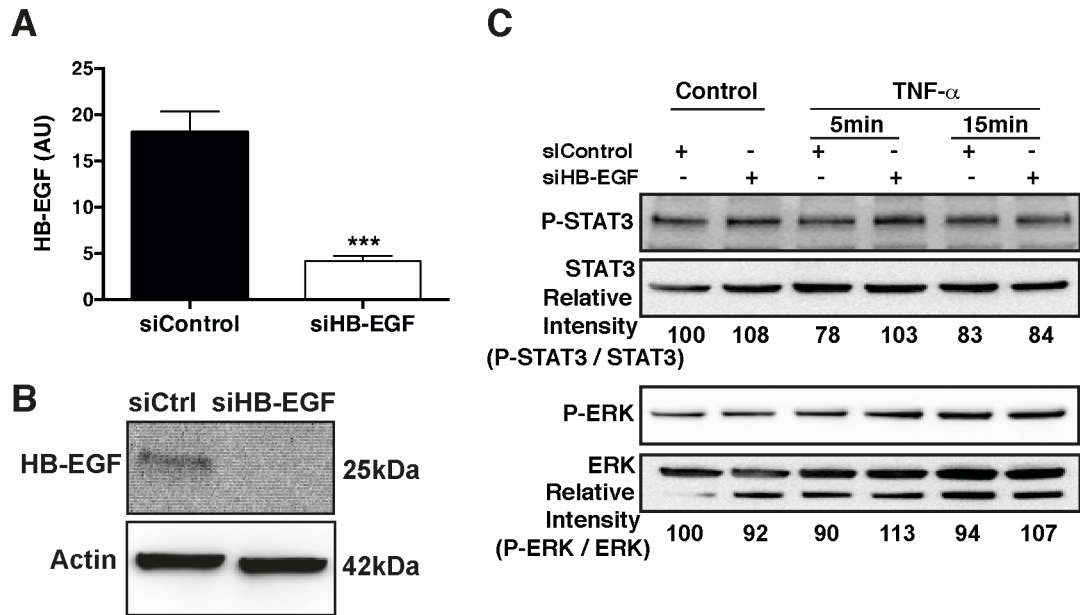 A
HB-EGF (AU)
25
20
15
10
5
0
***
siControl siHB-EGF
B
siCtrl siHB-EGF
HB-EGF 25kDa
Actin 42kDa
C
Control TNF-α
5min 15min
sIControl + - + - + -
siHB-EGF - + - + - +
P-STAT3
STAT3
Relative
Intensity
(P-STAT3 / STAT3)
100 108 78 103 83 84
P-ERK
ERK
Relative
Intensity
(P-ERK / ERK)
100 92 90 113 94 107